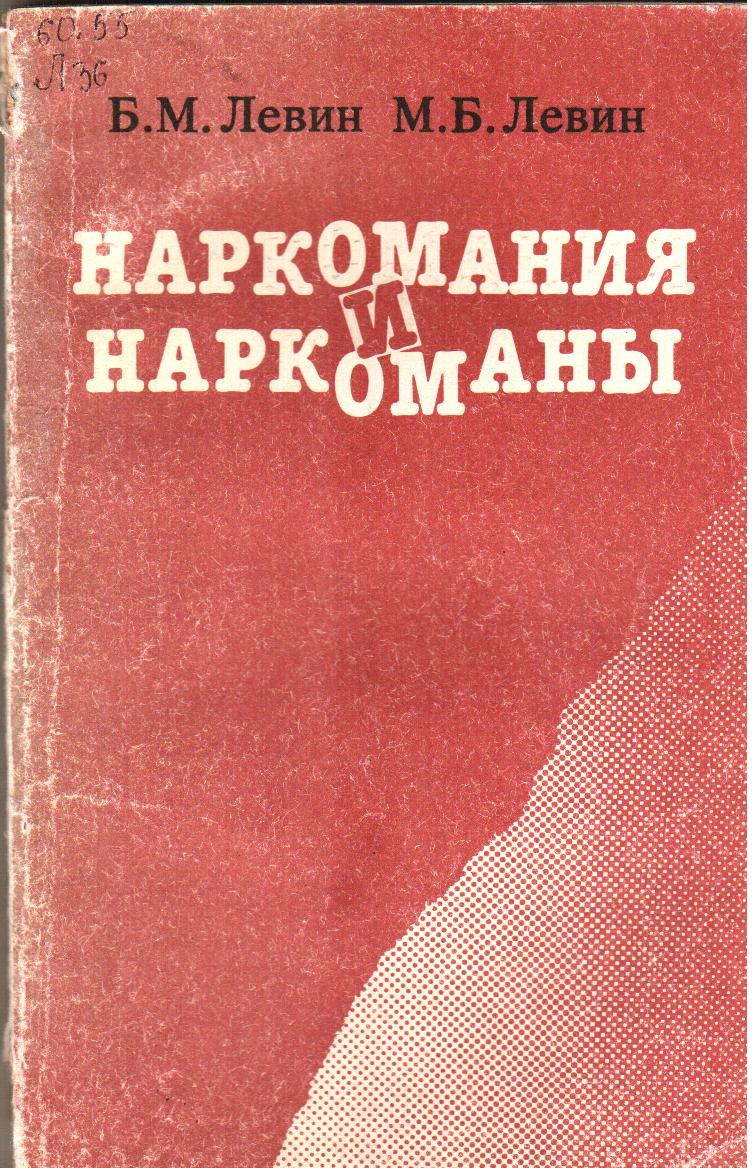 60.55
Л36
Б.М. Левин М.Б. Левин
НАРКОМАНИЯ
И
НАРКОМАНЫ